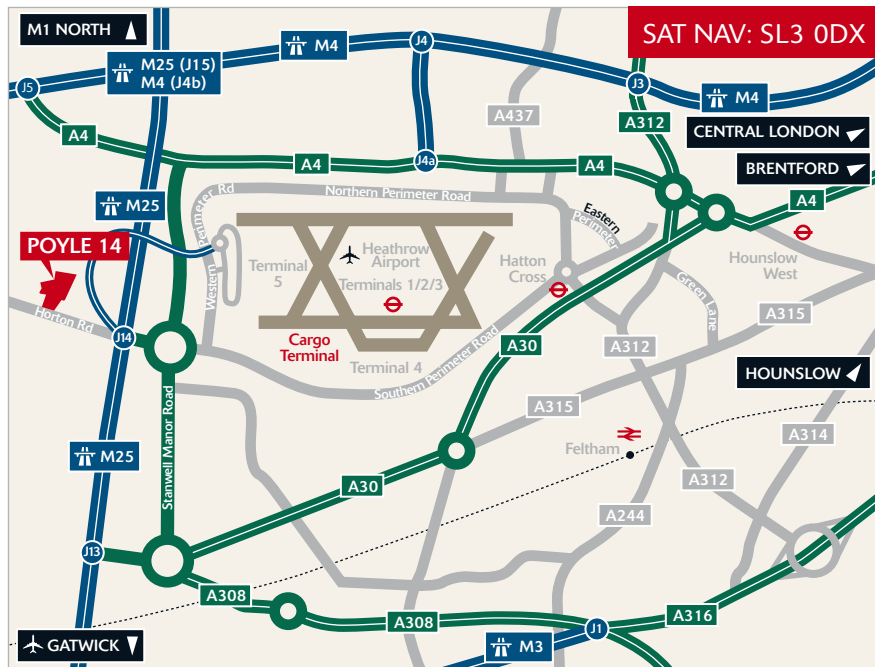 M1 NORTH
M25 (J15)
M4 (J4b)
M4
J4
SAT NAV: SL3 0DX
J5
J3
M4
A437
A312
A4
A4
J4a
A4
CENTRAL LONDON
BRENTFORD
A4
M25
Perimeter Rd
Western
Northern Perimeter Road
Eastern
Perimeter
POYLE 14
Heathrow
Airport
Terminal
5
Terminals 1/2/3
Hatton
Cross
Hounslow
West
Green Lane
Horton Rd
J14
Cargo
Terminal
Terminal 4
Southern Perimeter Road
A30
A312
A315
HOUNSLOW
Stanwell Manor Road
A315
M25
Feltham
A314
A30
A312
A244
J13
A308
A308
J1
A316
GATWICK
M3